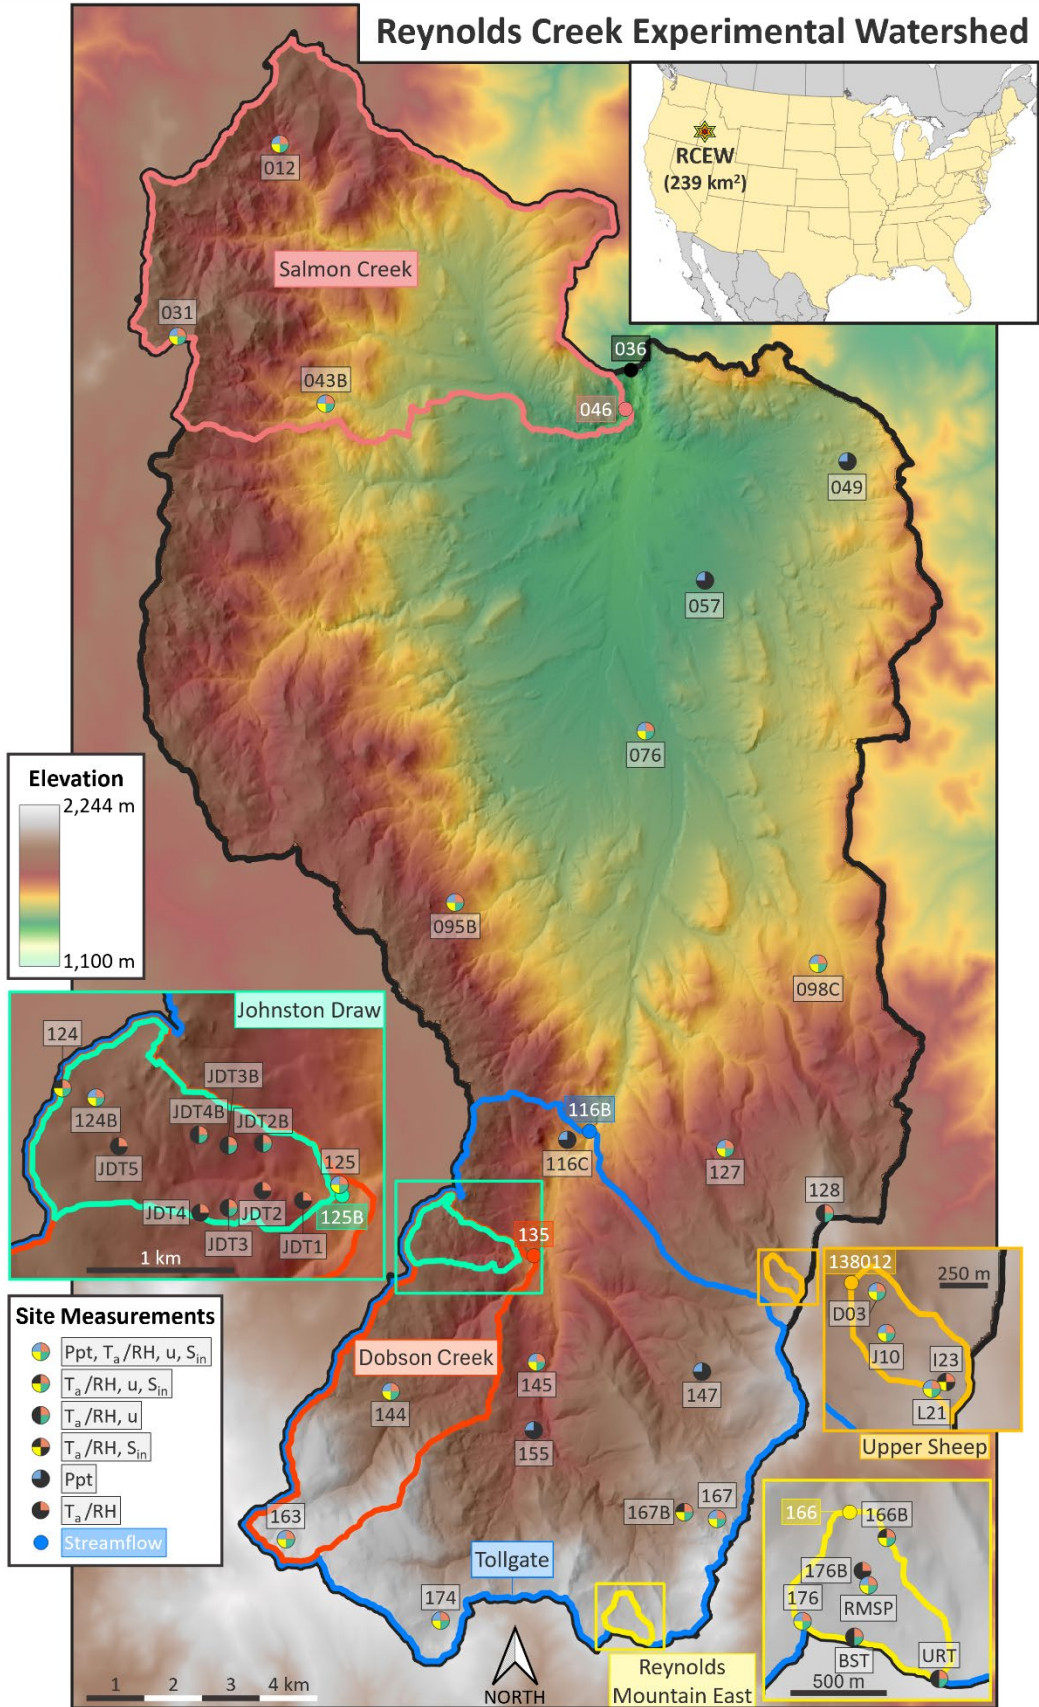 Reynolds Creek Experimental Watershed
RCEW
(239 km²)
012
Salmon Creek
031
036
043B
046
049
057
076
Elevation
2,244 m
1,100 m
095B
098C
Johnston Draw
124
JDT3B
124B
JDT4B
JDT2B
JDT5
125
JDT4
JDT2
125B
JDT3
JDT1
1 km
116B
116C
127
128
135
138012
250 m
D03
J10
I23
L21
Upper Sheep
Site Measurements
Ppt, Tₐ/RH, u, Sᵢₙ
Tₐ/RH, u, Sᵢₙ
Tₐ/RH, u
Tₐ/RH, Sᵢₙ
Ppt
Tₐ/RH
Streamflow
Dobson Creek
145
147
144
155
163
167B
167
Tollgate
174
166
166B
176B
176
RMSP
BST
URT
500 m
Reynolds
Mountain East
1 2 3 4 km
NORTH